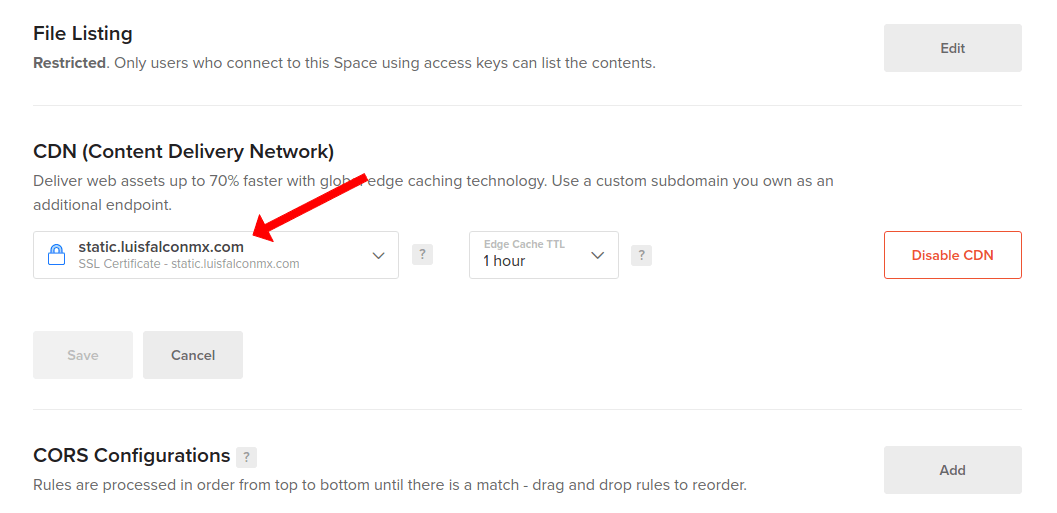 File Listing
Edit
Restricted. Only users who connect to this Space using access keys can list the contents.
CDN (Content Delivery Network)
Deliver web assets up to 70% faster with global edge caching technology. Use a custom subdomain you own as an
additional endpoint.
static.luisfalconmx.com
SSL Certificate - static.luisfalconmx.com
?
Edge Cache TTL
1 hour
?
Disable CDN
Save
Cancel
CORS Configurations ?
Rules are processed in order from top to bottom until there is a match - drag and drop rules to reorder.
Add